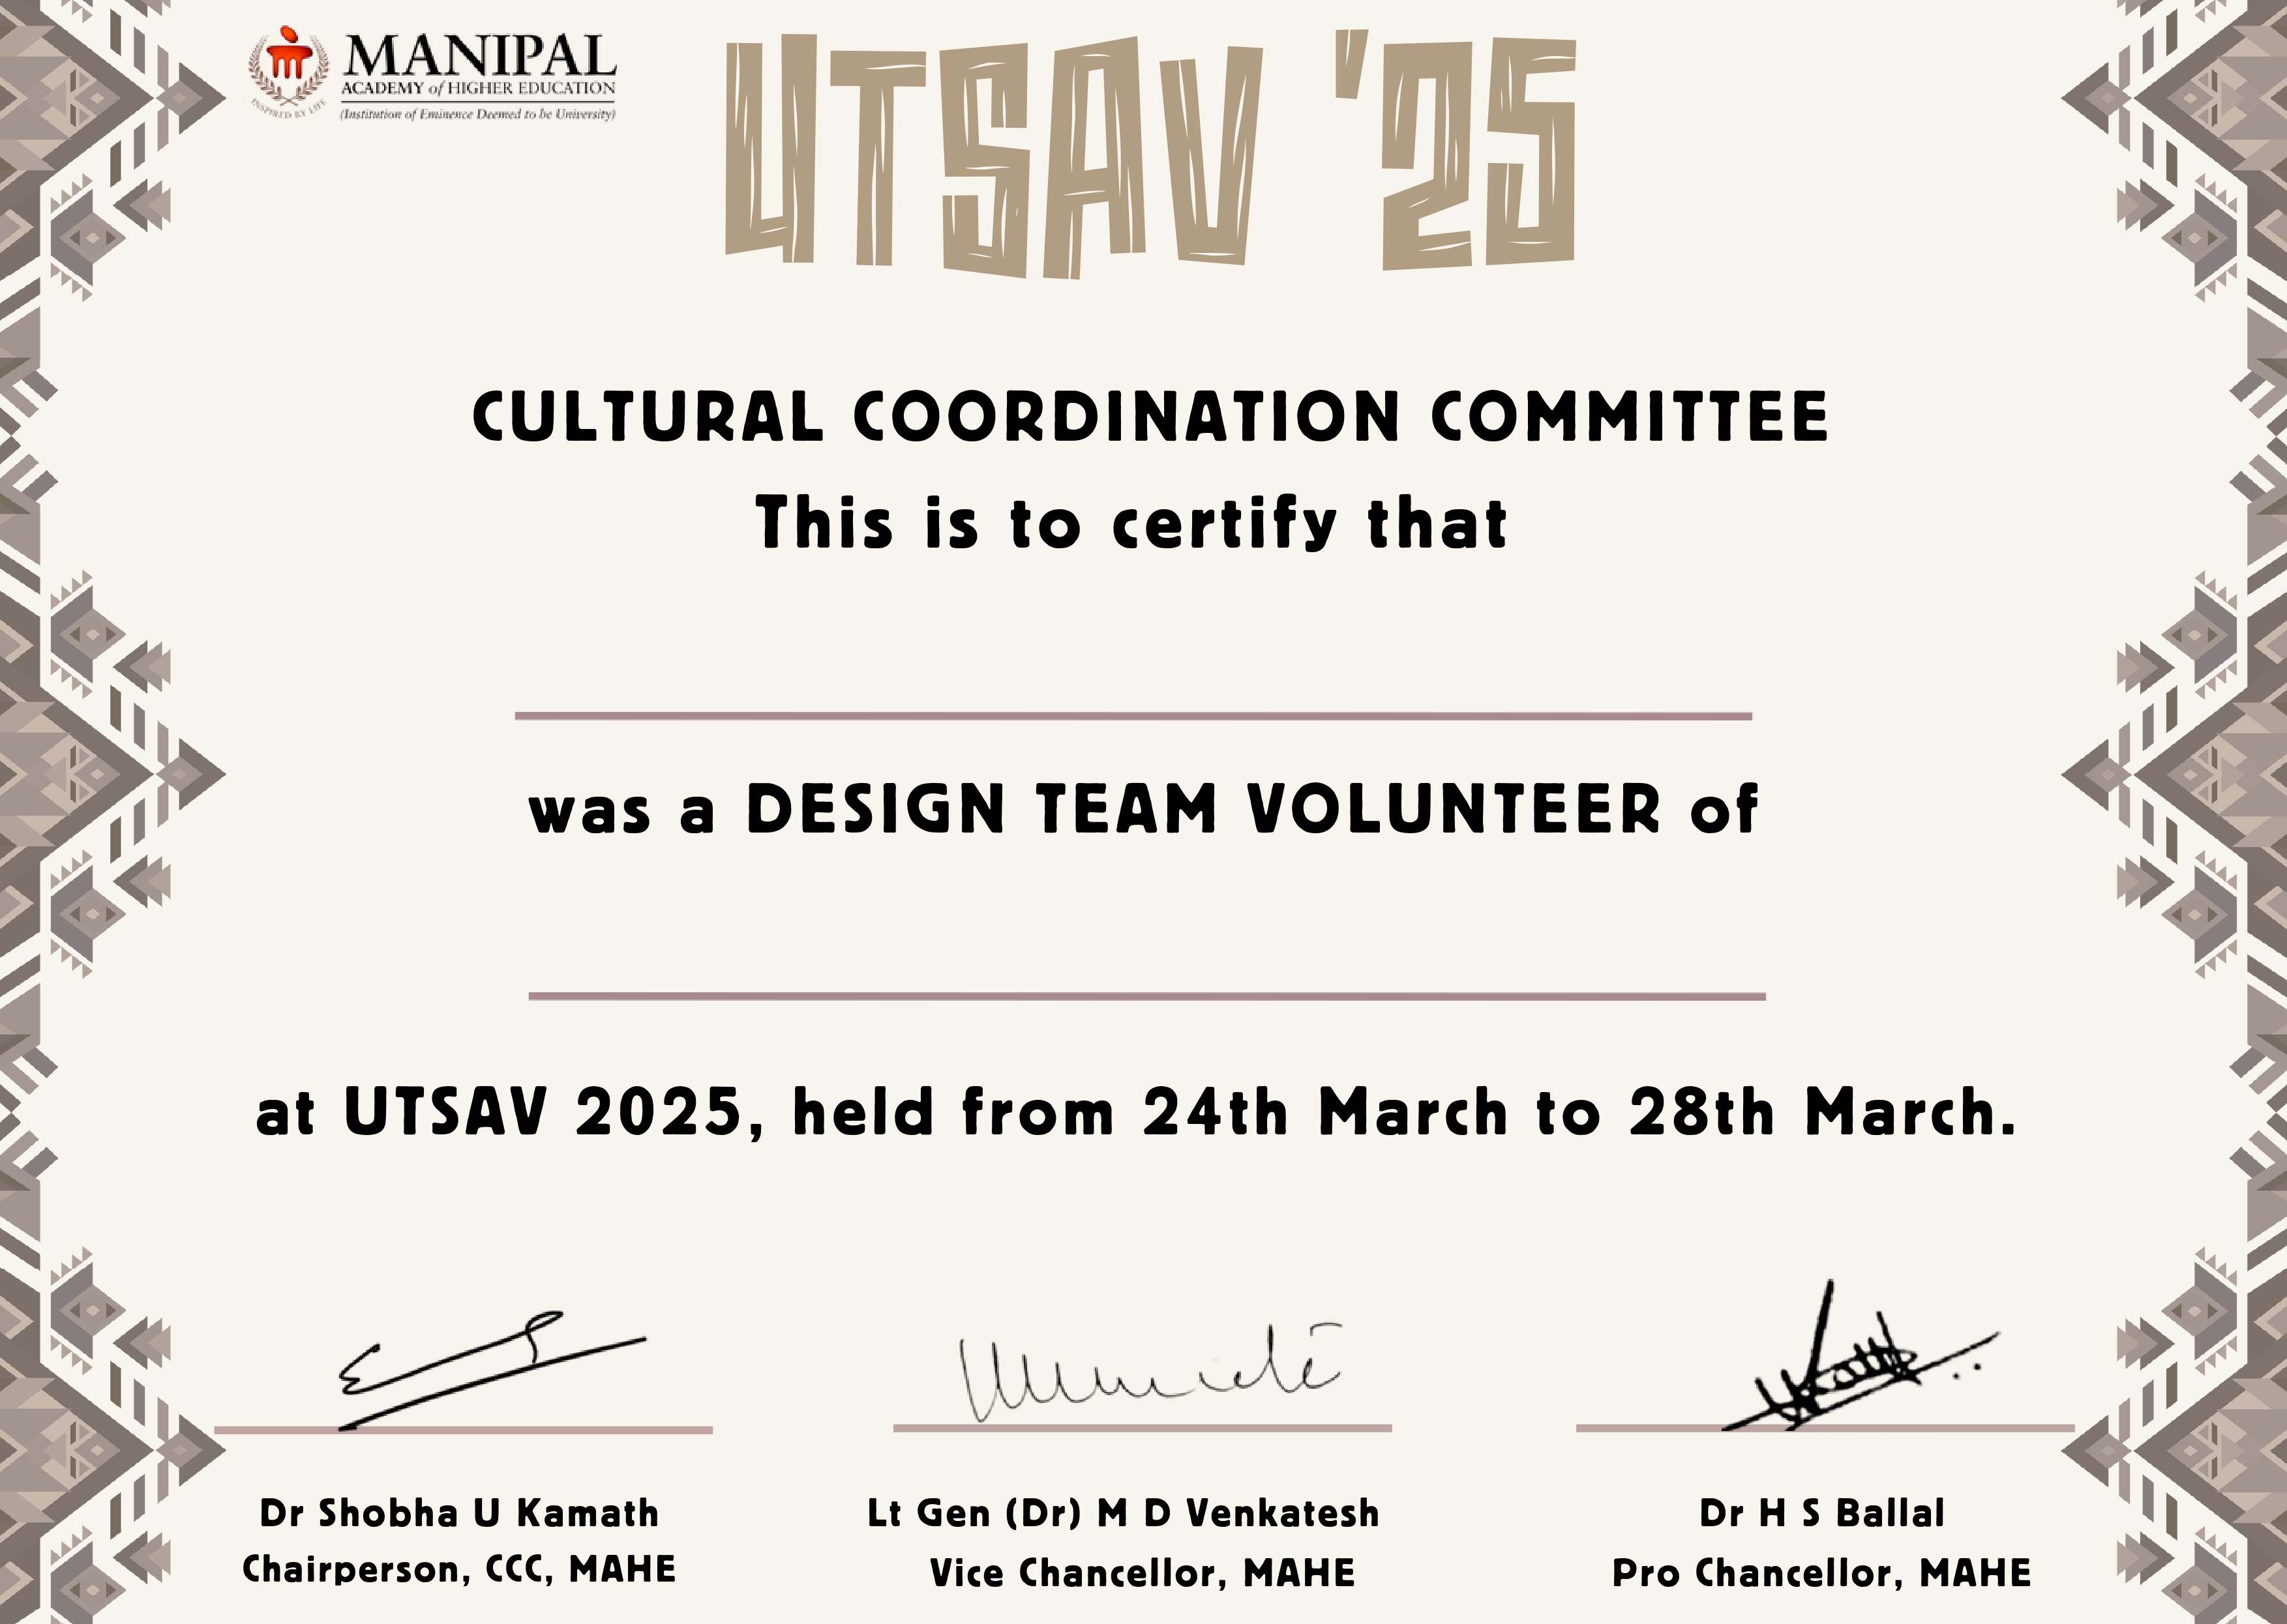 MANIPAL
ACADEMY of HIGHER EDUCATION
(Institution of Eminence Deemed to be University)
INSPIRED BY LIFE
UTSAV '25
CULTURAL COORDINATION COMMITTEE
This is to certify that
was a DESIGN TEAM VOLUNTEER of
at UTSAV 2025, held from 24th March to 28th March.
Dr Shobha U Kamath
Chairperson, CCC, MAHE
Lt Gen (Dr) M D Venkatesh
Vice Chancellor, MAHE
Dr H S Ballal
Pro Chancellor, MAHE